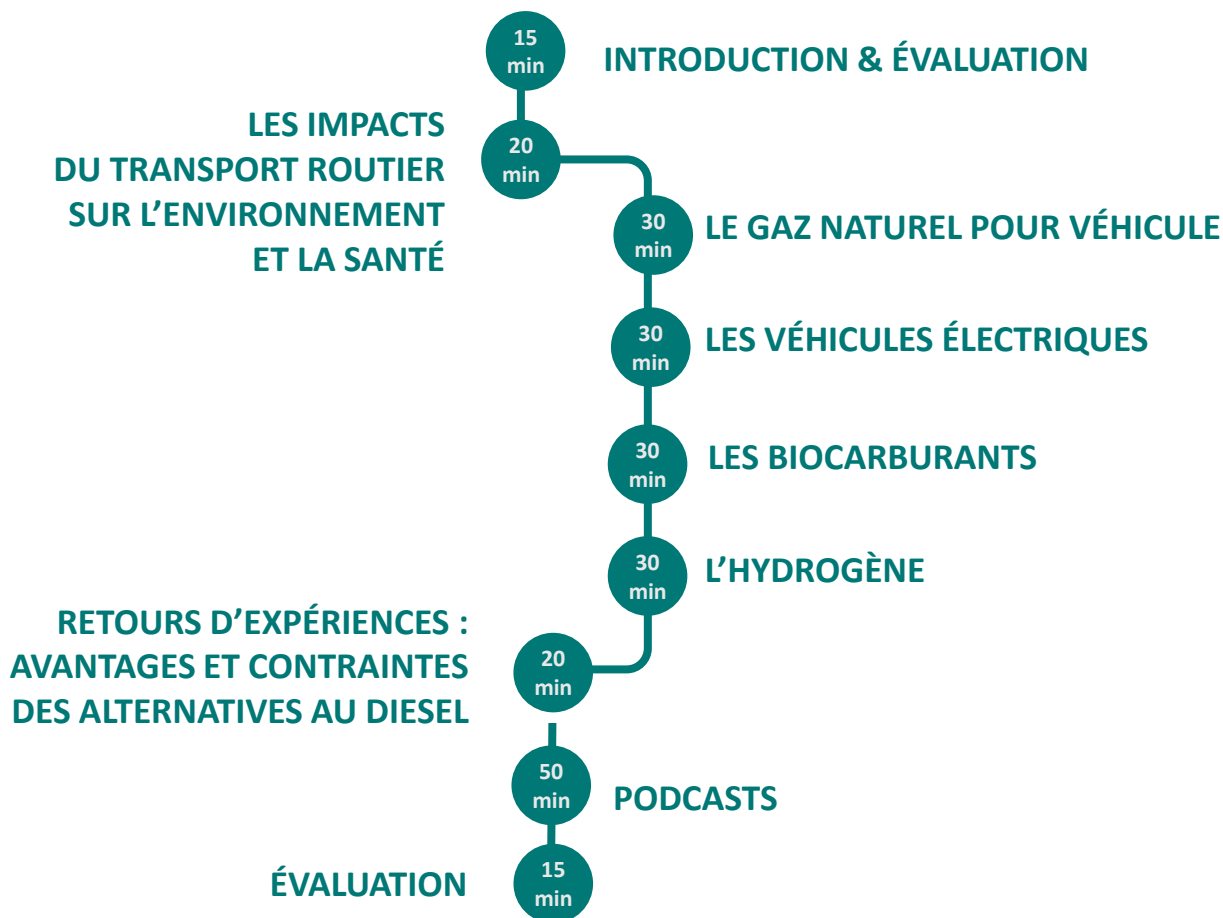 15
min
INTRODUCTION & ÉVALUATION
LES IMPACTS
DU TRANSPORT ROUTIER
SUR L’ENVIRONNEMENT
ET LA SANTÉ
20
min
30
min
LE GAZ NATUREL POUR VÉHICULE
30
min
LES VÉHICULES ÉLECTRIQUES
30
min
LES BIOCARBURANTS
30
min
L’HYDROGÈNE
RETOURS D’EXPÉRIENCES :
AVANTAGES ET CONTRAINTES
DES ALTERNATIVES AU DIESEL
20
min
50
min
PODCASTS
ÉVALUATION
15
min